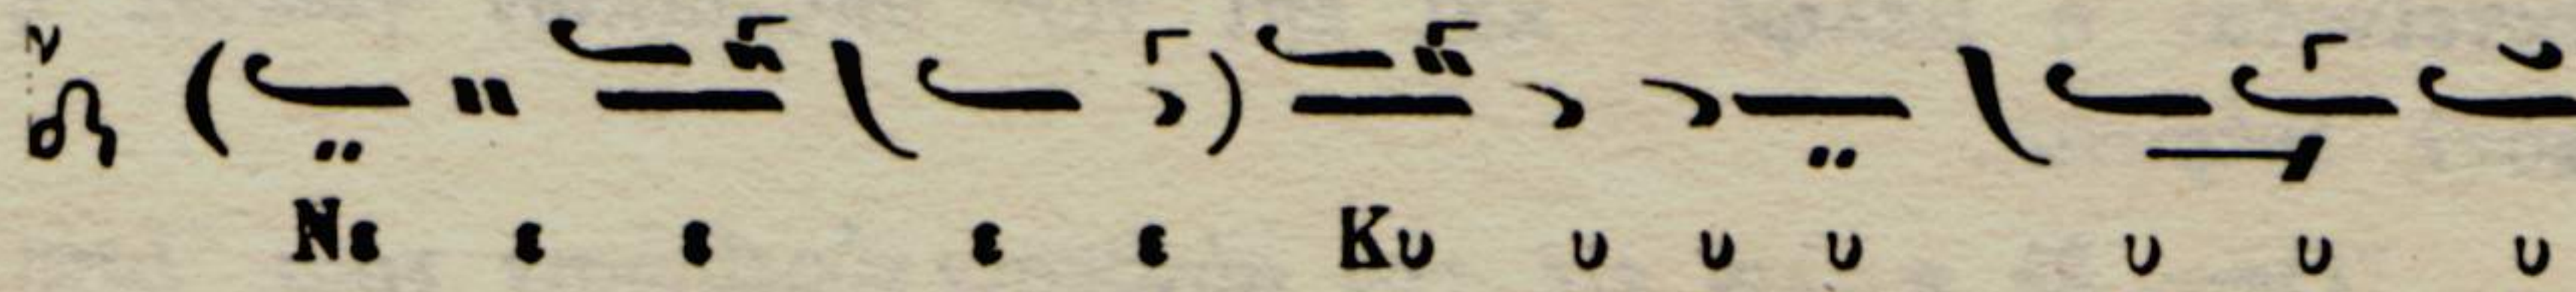 Νε ε ε ε ε Κυ υ υ υ υ υ υ